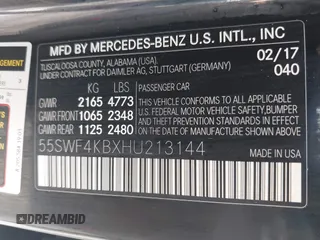 MFD BY MERCEDES-BENZ U.S. INTL., INC
TUSCALOOSA COUNTY, ALABAMA (USA).
UNDER CONTRACT FOR DAIMLER AG, STUTTGART (GERMANY)
02/17
040
KG LBS
GVWR 2165 4773
GAWR FRONT 1065 2348
GAWR REAR 1125 2480
PASSENGER CAR
THIS VEHICLE CONFORMS TO ALL APPLICABLE
U.S. FEDERAL MOTOR VEHICLE SAFETY, BUMPER
AND THEFT PREVENTION STANDARDS IN EFFECT
ON THE DATE OF MANUFACTURE SHOWN ABOVE.
55SWF4KBXHU213144
©DREAMBID